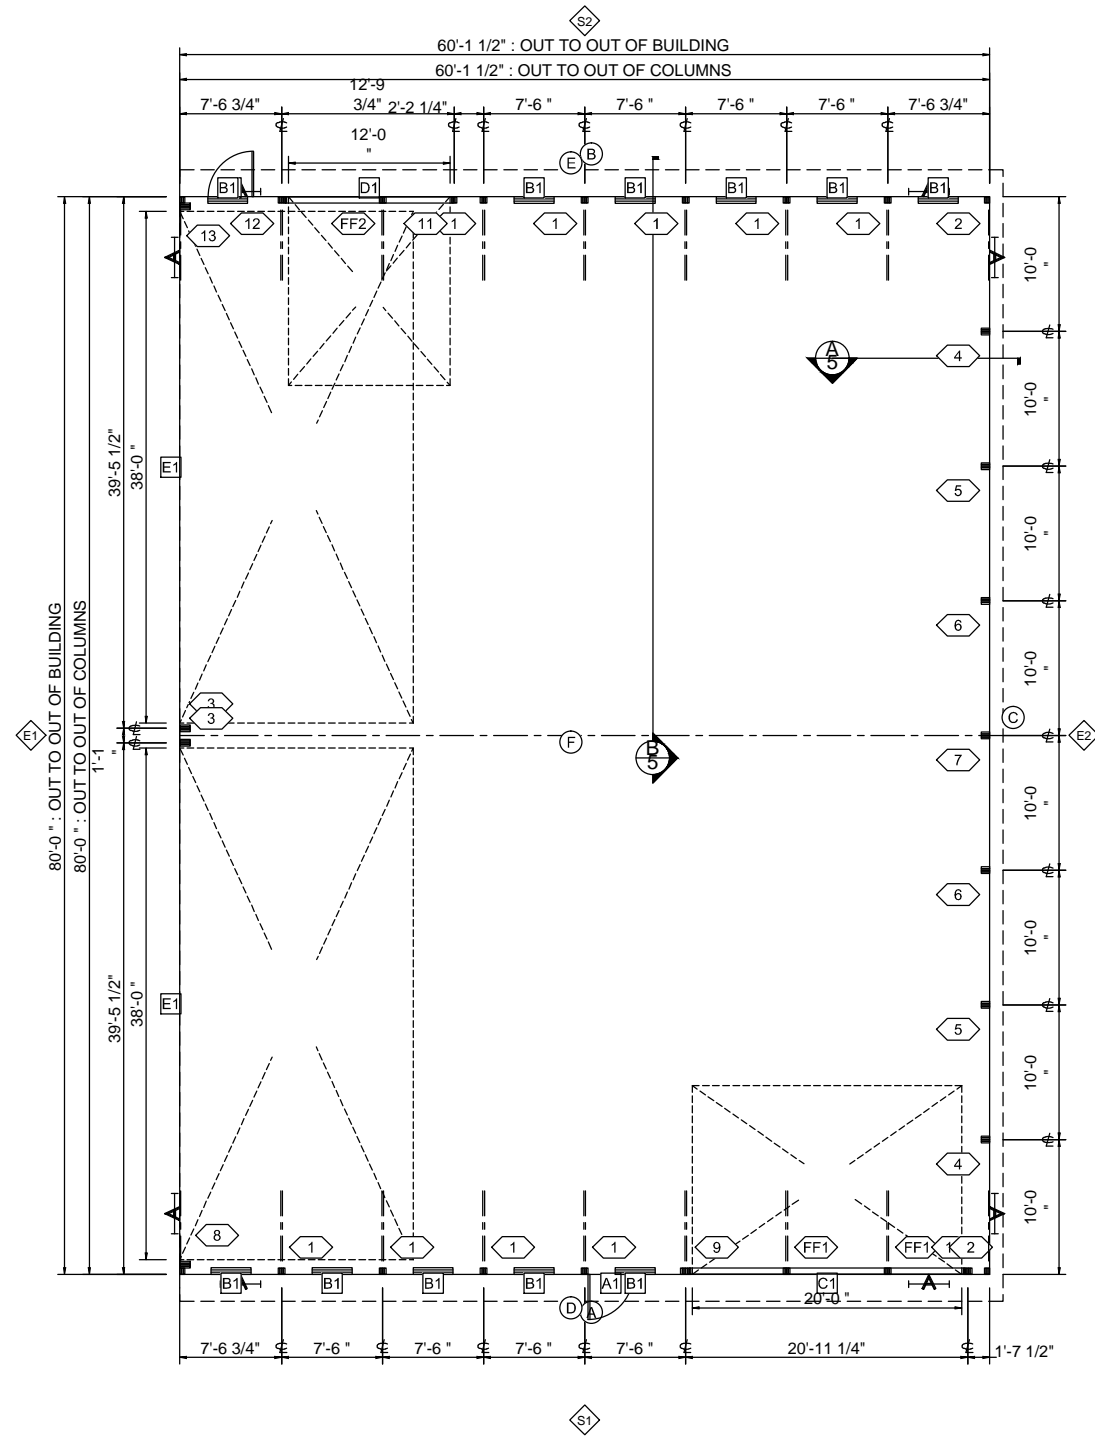 S2
60'-1 1/2" : OUT TO OUT OF BUILDING
60'-1 1/2" : OUT TO OUT OF COLUMNS
7'-6 3/4"
12'-9
3/4"
2'-2 1/4"
7'-6 "
7'-6 "
7'-6 "
7'-6 "
7'-6 3/4"
12'-0
"
E
B
B1
D1
B1
B1
B1
B1
B1
A
A
13
12
FF2
11
1
1
1
1
1
2
A
A
10'-0
"
A
5
4
10'-0
"
39'-5 1/2"
38'-0 "
E1
5
10'-0
"
6
10'-0
"
80'-0 " : OUT TO OUT OF BUILDING
80'-0 " : OUT TO OUT OF COLUMNS
3
3
E1
1'-1
"
F
B
5
C
E2
7
10'-0
"
6
10'-0
"
39'-5 1/2"
38'-0 "
E1
5
10'-0
"
4
10'-0
"
A
A
8
1
1
1
1
9
FF1
FF1
1
2
B1
A
B1
B1
B1
A1
B1
C1
A
20'-0 "
D
A
7'-6 3/4"
7'-6 "
7'-6 "
7'-6 "
7'-6 "
20'-11 1/4"
1'-7 1/2"
S1